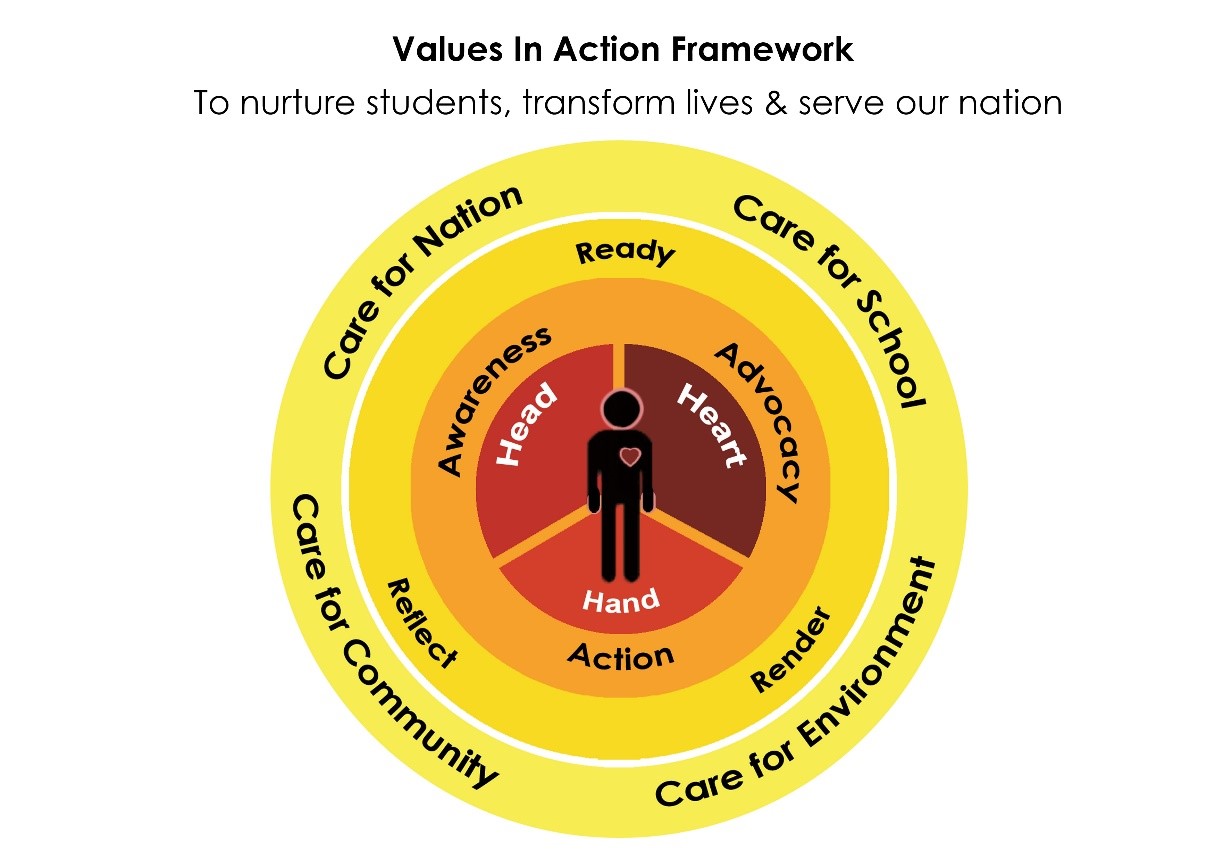 Values In Action Framework
To nurture students, transform lives & serve our nation
Care for Nation
Care for School
Ready
Awareness
Advocacy
Head
Heart
Care for Community
Reflect
Hand
Action
Render
Care for Environment